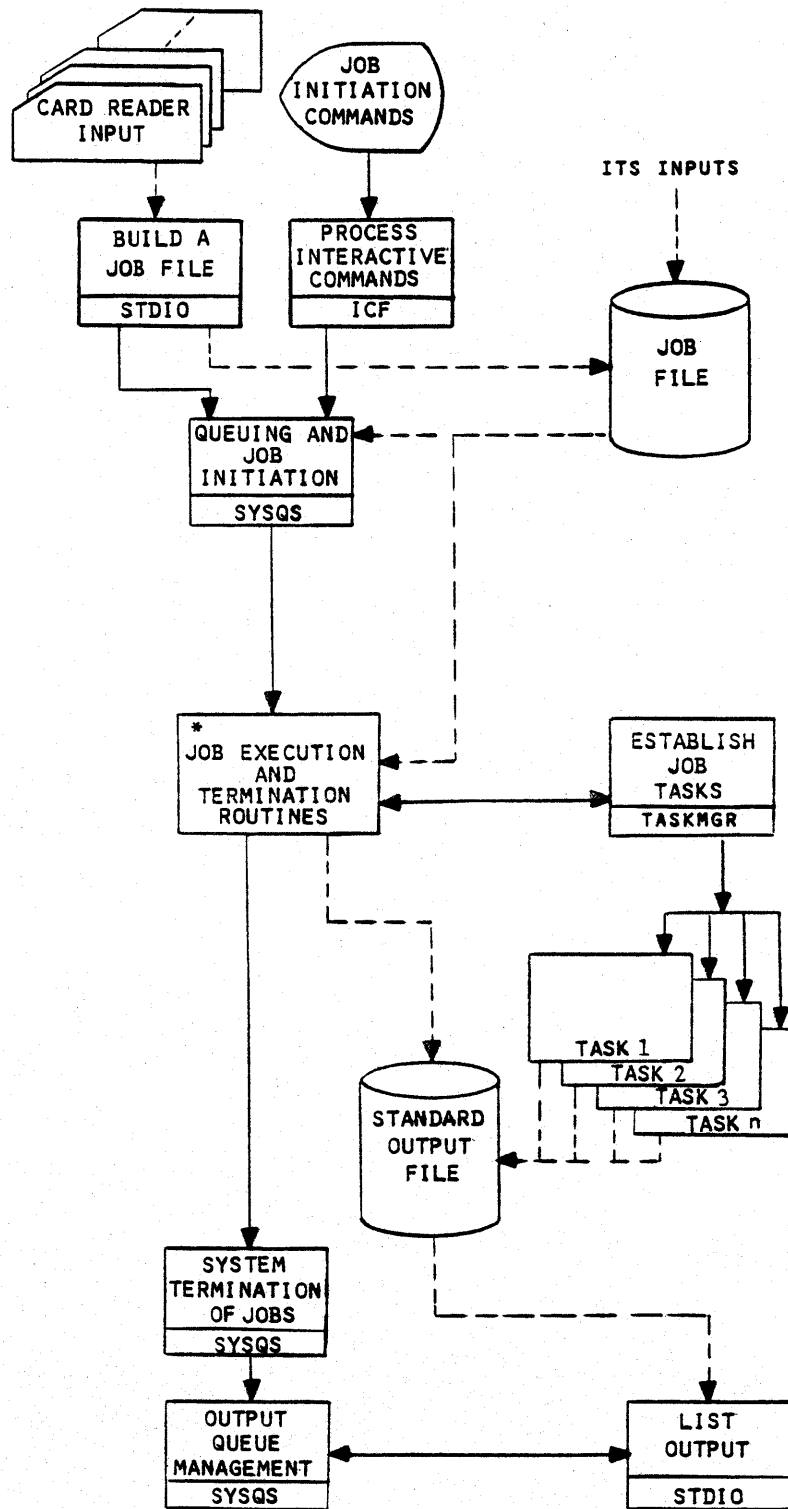 CARD READER
INPUT
JOB
INITIATION
COMMANDS
ITS INPUTS
BUILD A
JOB FILE
STDIO
PROCESS
INTERACTIVE
COMMANDS
ICF
JOB
FILE
QUEUING AND
JOB
INITIATION
SYSQS
*
JOB EXECUTION
AND
TERMINATION
ROUTINES
ESTABLISH
JOB
TASKS
TASKMGR
TASK 1
TASK 2
TASK 3
TASK n
STANDARD
OUTPUT
FILE
SYSTEM
TERMINATION
OF JOBS
SYSQS
OUTPUT
QUEUE
MANAGEMENT
SYSQS
LIST
OUTPUT
STDIO